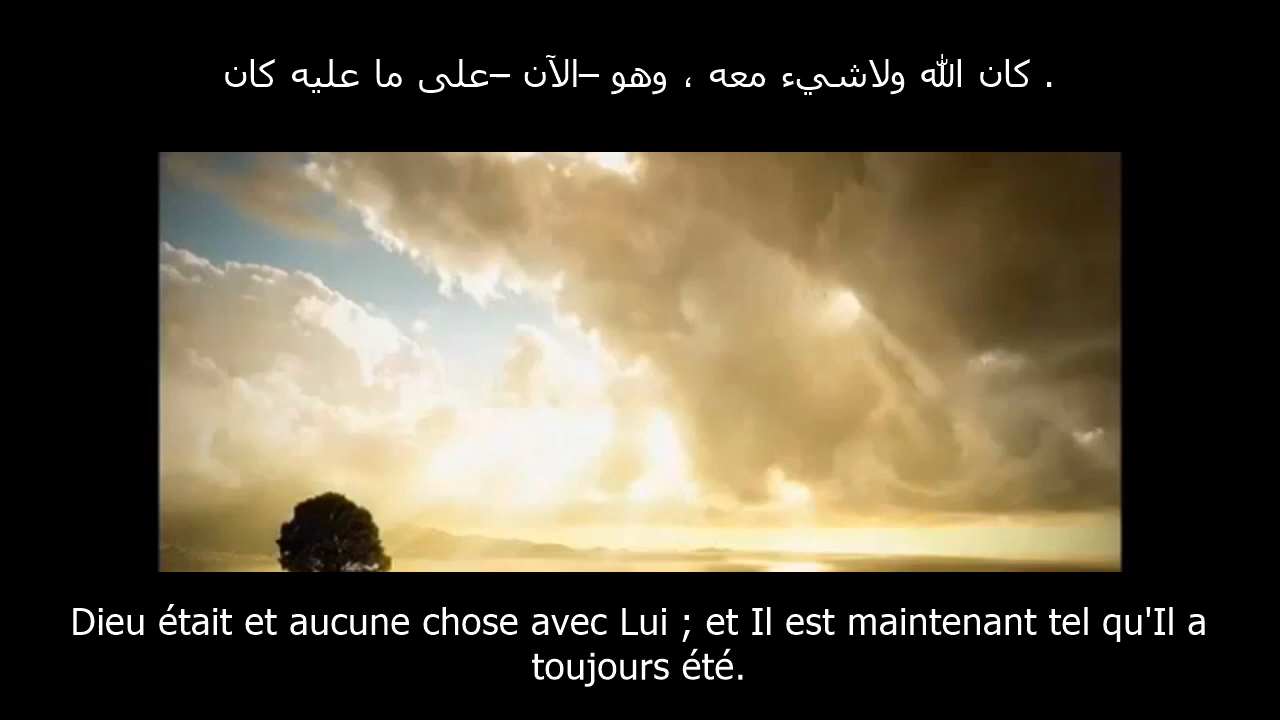 كان الله ولاشيء معه ، وهو –الآن –على ما عليه كان .
Dieu était et aucune chose avec Lui ; et Il est maintenant tel qu'Il a
toujours été.